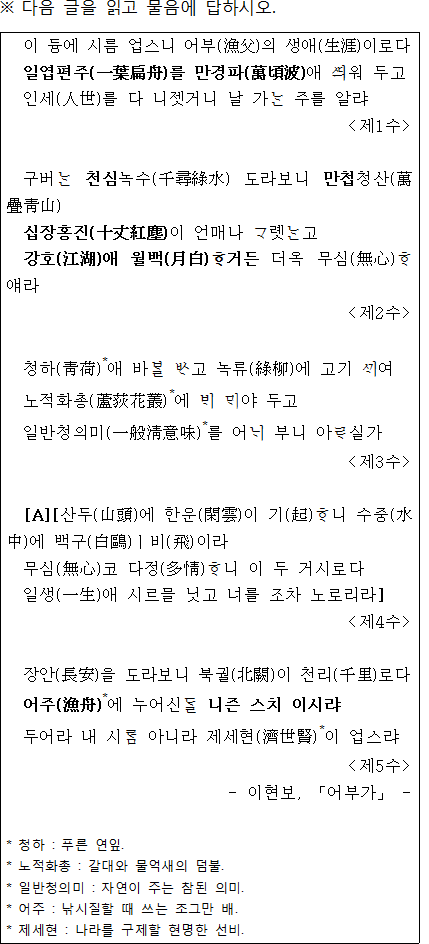 ※ 다음 글을 읽고 물음에 답하시오.
이 듕에 시름 업스니 어부(漁父)의 생애(生涯)이로다
일엽편주(一葉扁舟)를 만경파(萬頃波)애 띄워 두고
인세(人世)를 다 니젯거니 날 가는 주를 알랴
<제1수>
구버는 천심녹수(千尋綠水) 도라보니 만첩청산(萬
疊靑山)
십장홍진(十丈紅塵)이 언매나 ᄀᆞ렷는고
강호(江湖)애 월백(月白)ᄒᆞ거든 더옥 무심(無心)ᄒᆞ
얘라
<제2수>
청하(靑荷)*애 바볼 ᄡᆞ고 녹류(綠柳)에 고기 ᄢᅦ여
노적화총(蘆荻花叢)*에 ᄇᆡ ᄆᆡ야 두고
일반청의미(一般淸意味)*를 어ᄂᆡ 부니 아ᄅᆞ실가
<제3수>
[A][산두(山頭)에 한운(閑雲)이 기(起)ᄒᆞ니 수중(水
中)에 백구(白鷗)ㅣ 비(飛)이라
무심(無心)코 다정(多情)ᄒᆞ니 이 두 거시로다
일생(一生)애 시르믈 닛고 너를 조차 노로리라]
<제4수>
장안(長安)을 도라보니 북궐(北闕)이 천리(千里)로다
어주(漁舟)*에 누어신ᄃᆞᆯ 니즌 스치 이시랴
두어라 내 시ᄅᆞᆷ 아니라 제세현(濟世賢)*이 업스랴
<제5수>
- 이현보, 「어부가」 -
* 청하 : 푸른 연잎.
* 노적화총 : 갈대와 물억새의 덤불.
* 일반청의미 : 자연이 주는 참된 의미.
* 어주 : 낚시질할 때 쓰는 조그만 배.
* 제세현 : 나라를 구제할 현명한 선비.